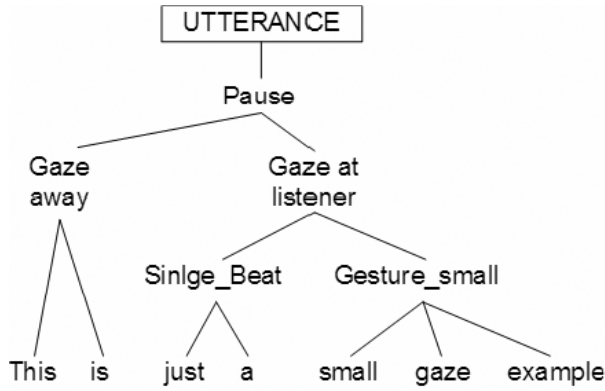 UTTERANCE
Pause
Gaze away
Gaze at listener
Sinlge_Beat
Gesture_small
This is just a small gaze example